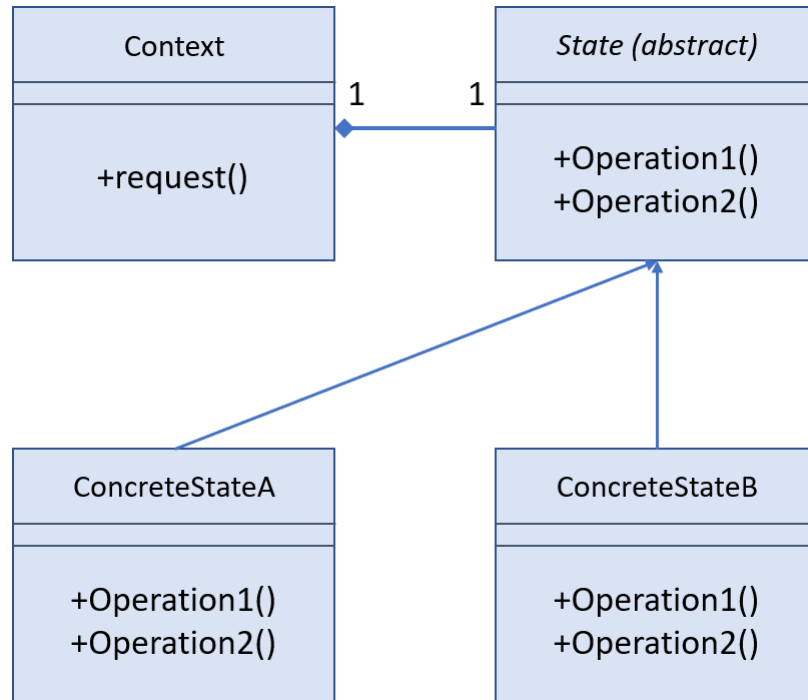 Context
+request()
1
1
State (abstract)
+Operation1()
+Operation2()
ConcreteStateA
+Operation1()
+Operation2()
ConcreteStateB
+Operation1()
+Operation2()